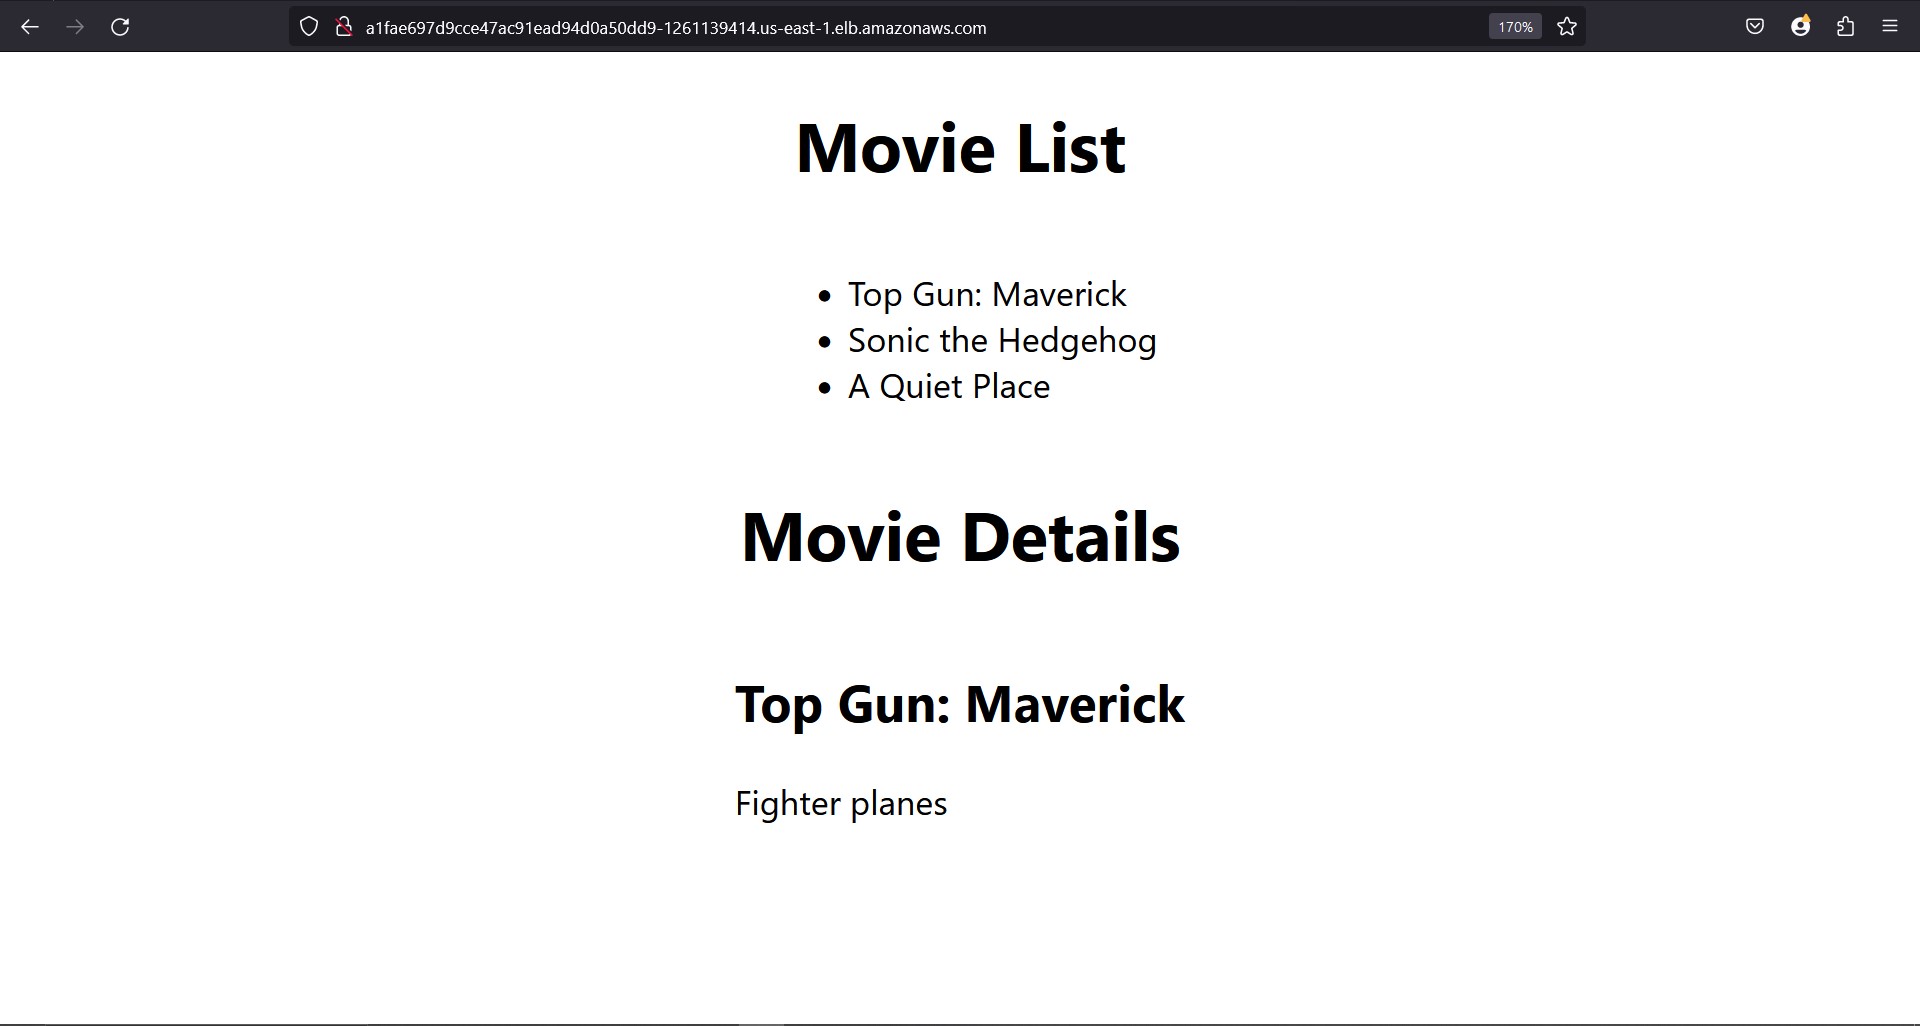 a1fae697d9cce47ac91ead94d0a50dd9-1261139414.us-east-1.elb.amazonaws.com
170%
Movie List
Top Gun: Maverick
Sonic the Hedgehog
A Quiet Place
Movie Details
Top Gun: Maverick
Fighter planes